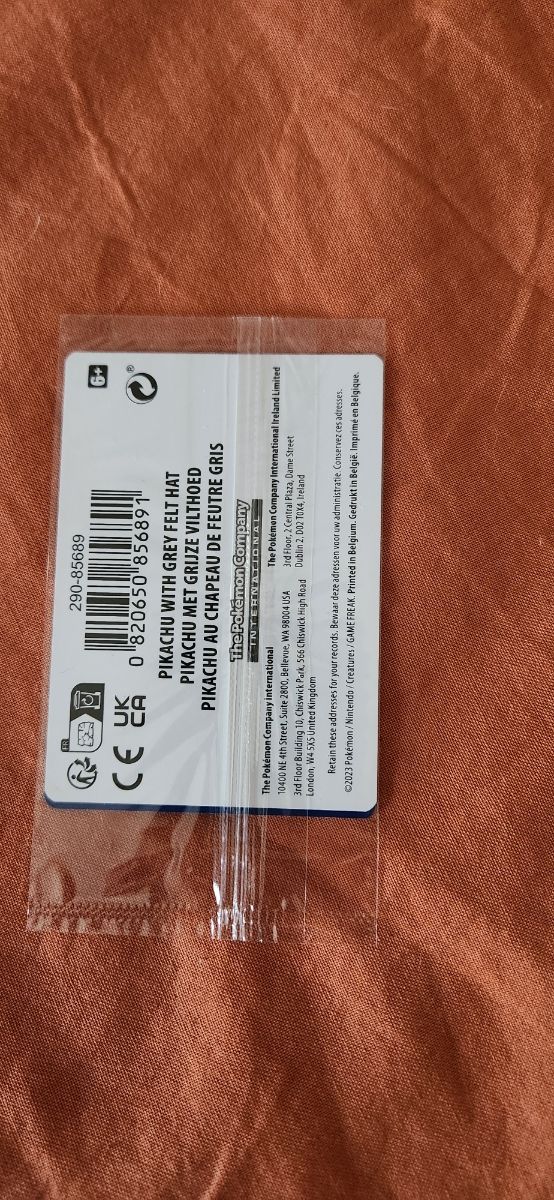 6+
®
290-85689
0 820650 856891
FR
CE UK CA
PIKACHU WITH GREY FELT HAT
PIKACHU MET GRIJZE VILTHOED
PIKACHU AU CHAPEAU DE FEUTRE GRIS
The Pokémon Company
INTERNATIONAL
The Pokémon Company International
10400 NE 4th Street, Suite 2800, Bellevue, WA 98004 USA
3rd Floor Building 10, Chiswick Park, 566 Chiswick High Road
London, W4 5XS United Kingdom
The Pokémon Company International Ireland Limited
3rd Floor, 2 Central Plaza, Dame Street
Dublin 2, D02 T0X4, Ireland
Retain these addresses for your records. Bewaar deze adressen voor uw administratie. Conservez ces adresses.
©2023 Pokémon / Nintendo / Creatures / GAME FREAK. Printed in Belgium. Gedrukt in België. Imprimé en Belgique.